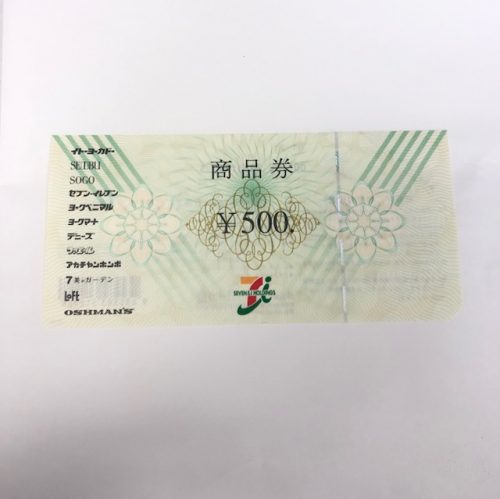 イトーヨーカドー
SEIBU
SOGO
セブン-イレブン
ヨークベニマル
ヨークマート
デニーズ
アカチャンホンポ
7美のガーデン
Loft
OSHMAN'S
商品券
¥500.
SEVEN & i HOLDINGS